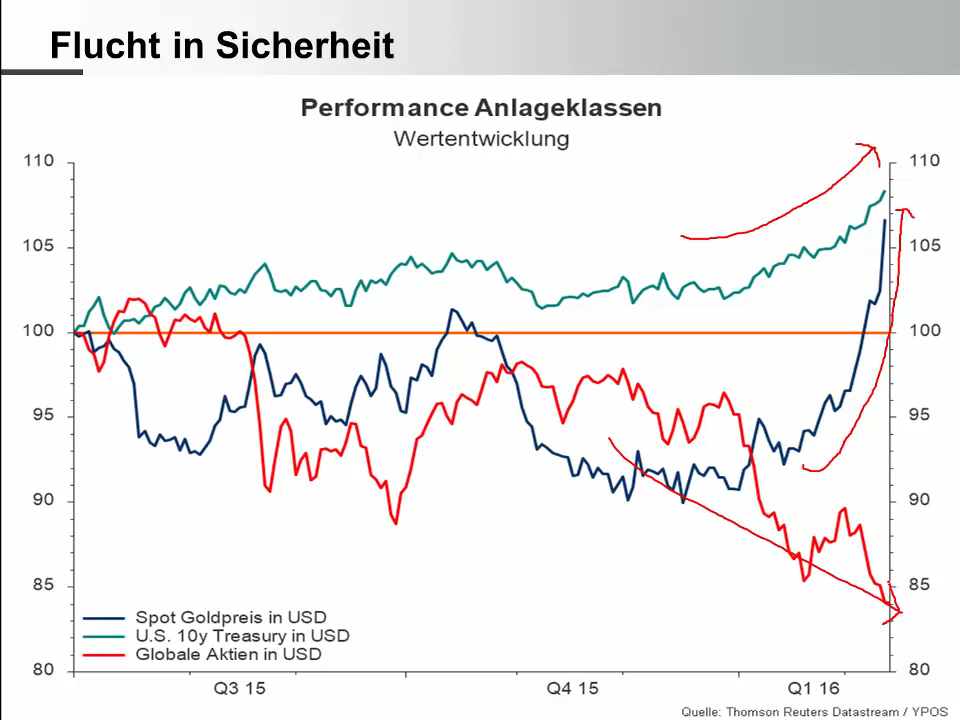 Flucht in Sicherheit
Performance Anlageklassen
Wertentwicklung
110 110
105 105
100 100
95 95
90 90
85 85
80 80
Spot Goldpreis in USD
U.S. 10y Treasury in USD
Globale Aktien in USD
Q3 15 Q4 15 Q1 16
Quelle: Thomson Reuters Datastream / YPOS